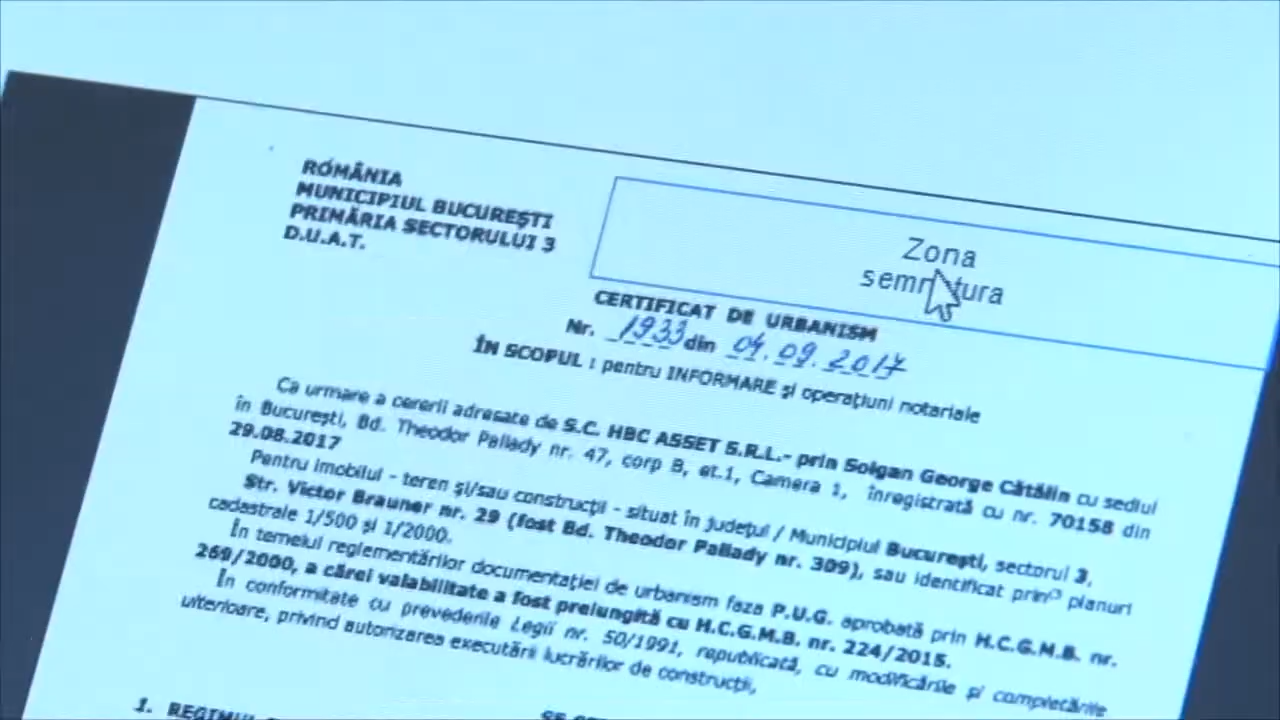 ROMÂNIA
MUNICIPIUL BUCUREŞTI
PRIMĂRIA SECTORULUI 3
D.U.A.T.
Zona
semnatura
CERTIFICAT DE URBANISM
Nr. 1933 din 04.09.2017
ÎN SCOPUL : pentru INFORMARE şi operaţiuni notariale
Ca urmare a cererii adresate de S.C. HBC ASSET S.R.L.- prin Soigan George Cătălin cu sediul
în Bucureşti, Bd. Theodor Pallady nr. 47, corp B, et.1, Camera 1, înregistrată cu nr. 70158 din
29.08.2017
Pentru imobilul - teren şi/sau construcţii - situat în judeţul / Municipiul Bucureşti, sectorul 3,
Str. Victor Brauner nr. 29 (fost Bd. Theodor Pallady nr. 309), sau identificat prin planuri
cadastrale 1/500 şi 1/2000.
În temeiul reglementărilor documentaţiei de urbanism faza P.U.G. aprobată prin H.C.G.M.B. nr.
269/2000, a cărei valabilitate a fost prelungită cu H.C.G.M.B. nr. 224/2015.
În conformitate cu prevederile Legii nr. 50/1991, republicată, cu modificările şi completările
ulterioare, privind autorizarea executării lucrărilor de construcţii,
1. REGIMUL